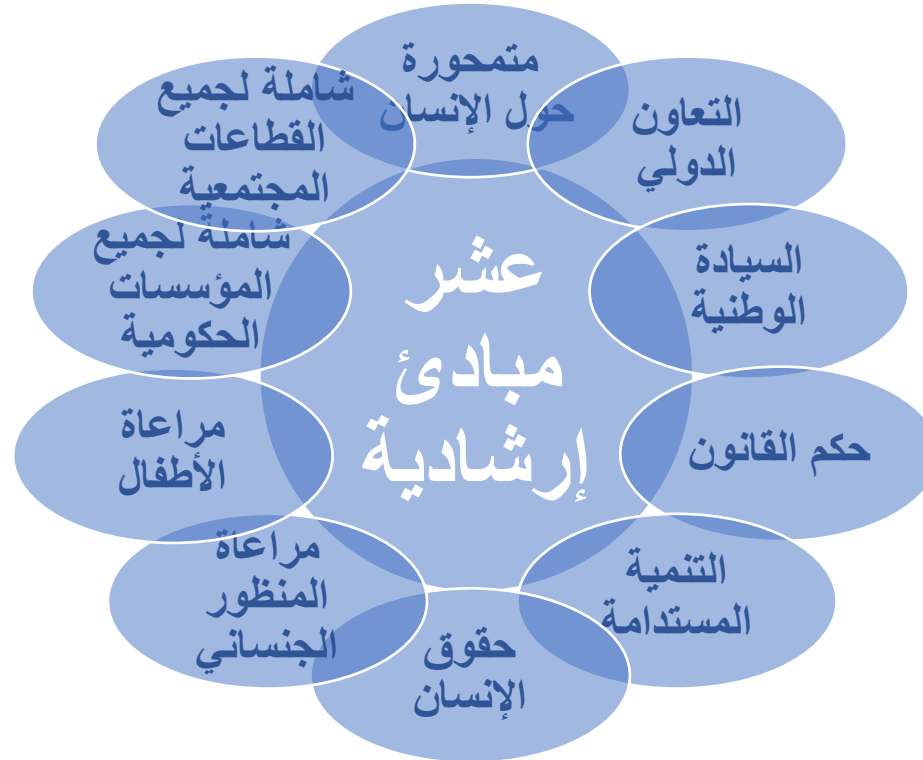 عشر
مبادئ
إرشادية
متمحورة
حول الإنسان
التعاون
الدولي
السيادة
الوطنية
حكم القانون
التنمية
المستدامة
حقوق
الإنسان
مراعاة
المنظور
الجنساني
مراعاة
الأطفال
شاملة لجميع
المؤسسات
الحكومية
شاملة لجميع
القطاعات
المجتمعية